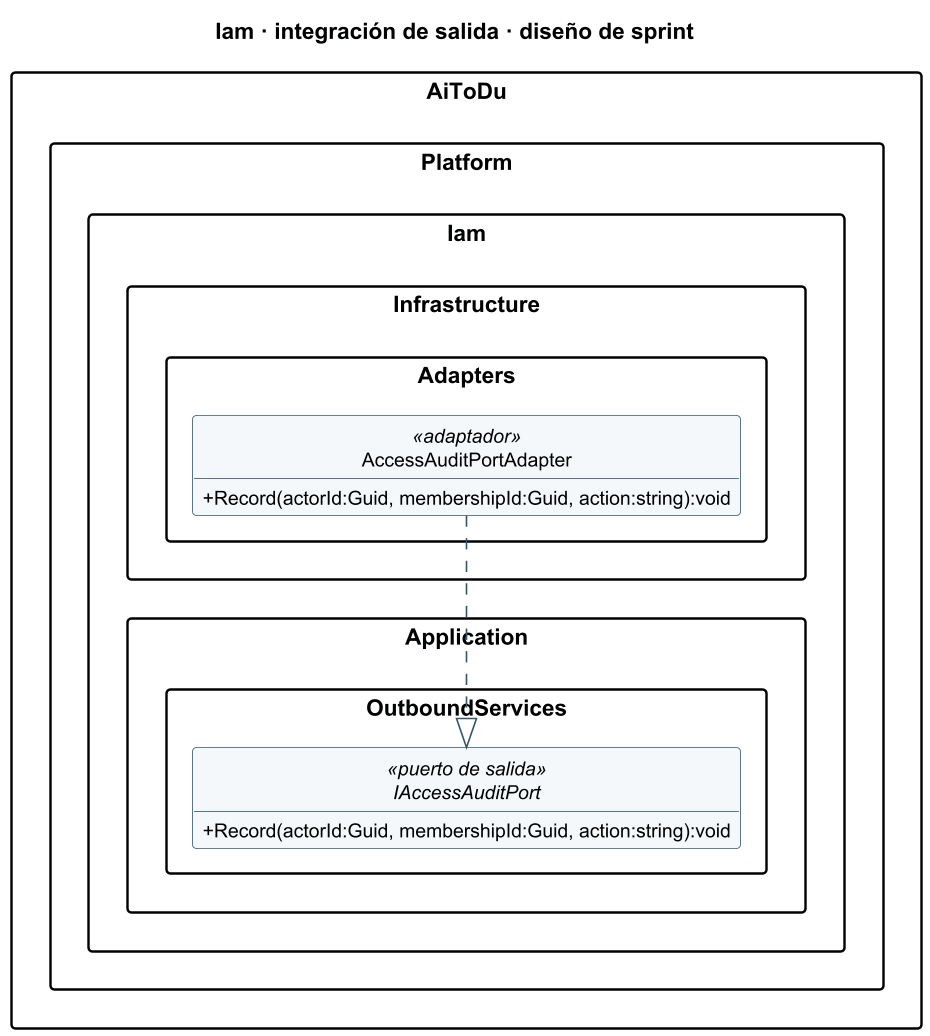 Iam · integración de salida · diseño de sprint
AiToDu
Platform
Iam
Infrastructure
Adapters
«adaptador»
AccessAuditPortAdapter
+Record(actorId:Guid, membershipId:Guid, action:string):void
Application
OutboundServices
«puerto de salida»
IAccessAuditPort
+Record(actorId:Guid, membershipId:Guid, action:string):void